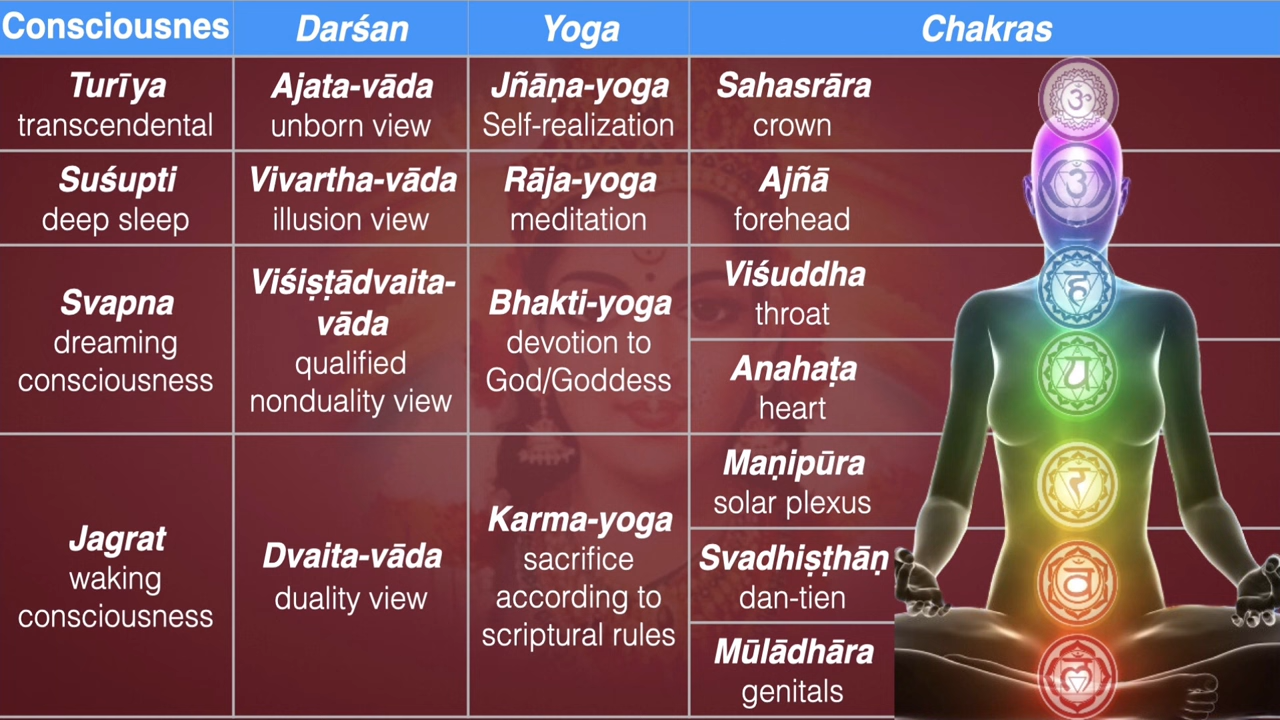 Consciousnes Darśan Yoga Chakras
Turīya Ajata-vāda Jñāṇa-yoga Sahasrāra
transcendental unborn view Self-realization crown
Suśupti Vivartha-vāda Rāja-yoga Ajñā
deep sleep illusion view meditation forehead
Svapna
dreaming
consciousness
Viśiṣṭādvaita-
vāda
qualified
nonduality view
Bhakti-yoga
devotion to
God/Goddess
Viśuddha
throat
Anahaṭa
heart
Jagrat
waking
consciousness
Dvaita-vāda
duality view
Karma-yoga
sacrifice
according to
scriptural rules
Maṇipūra
solar plexus
Svadhiṣṭhāṇ
dan-tien
Mūlādhāra
genitals
ॐ
ॐ
हं
यं
रं
वं
लं